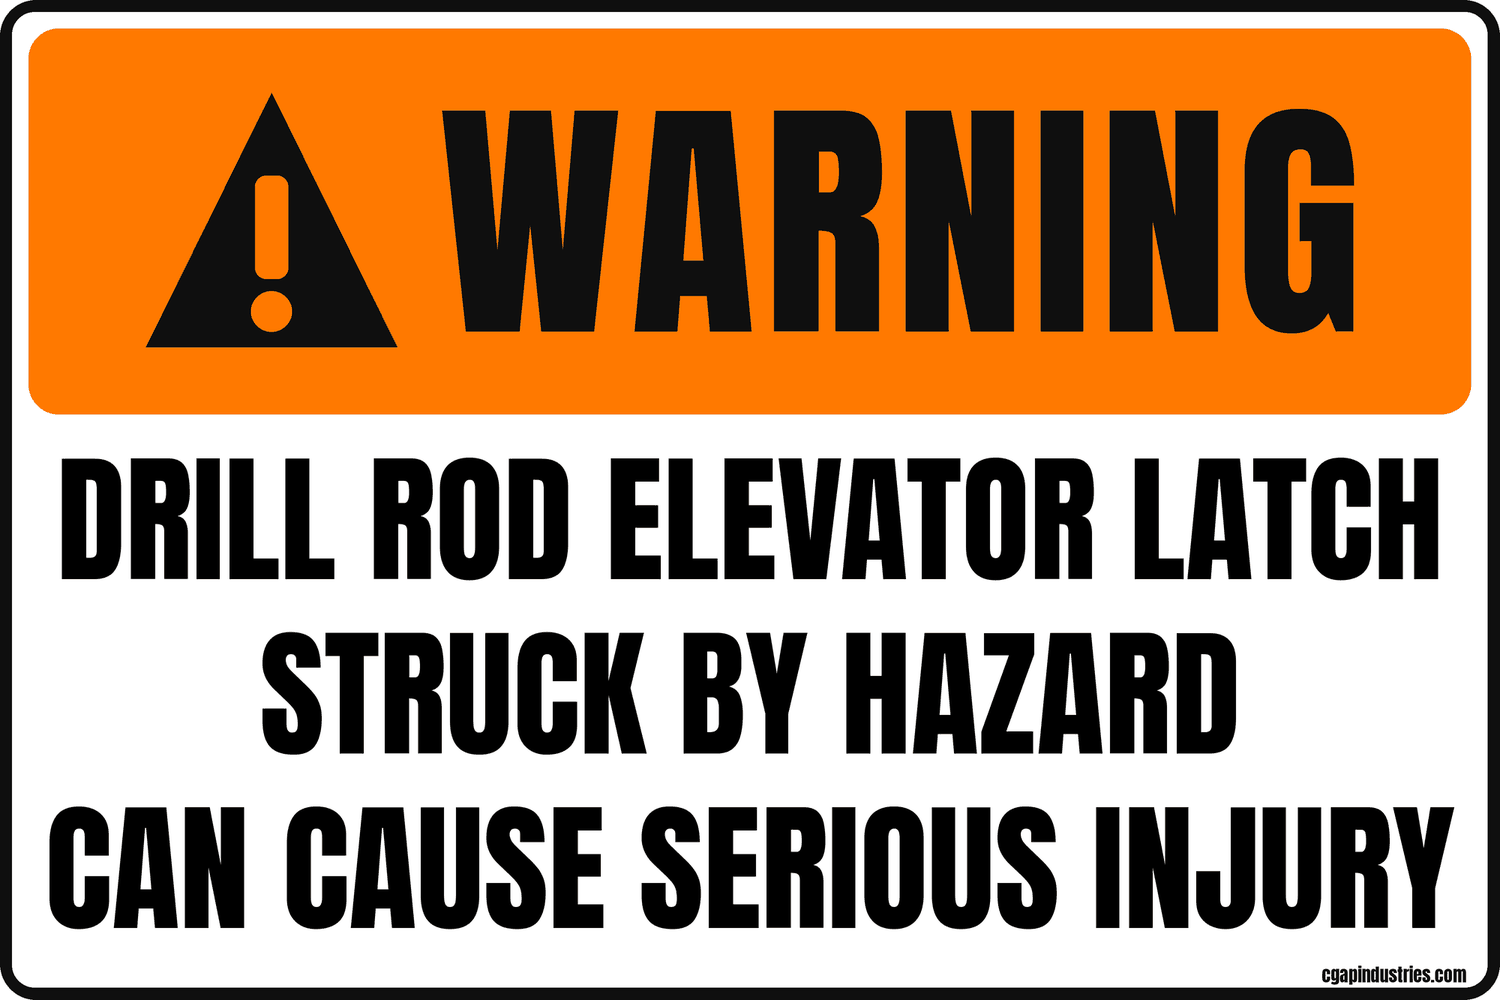 WARNING
DRILL ROD ELEVATOR LATCH
STRUCK BY HAZARD
CAN CAUSE SERIOUS INJURY
cgapindustries.com